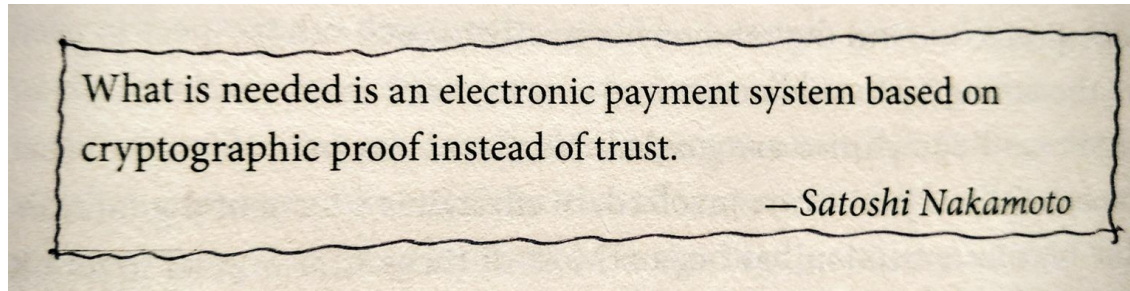 What is needed is an electronic payment system based on
cryptographic proof instead of trust.
—Satoshi Nakamoto